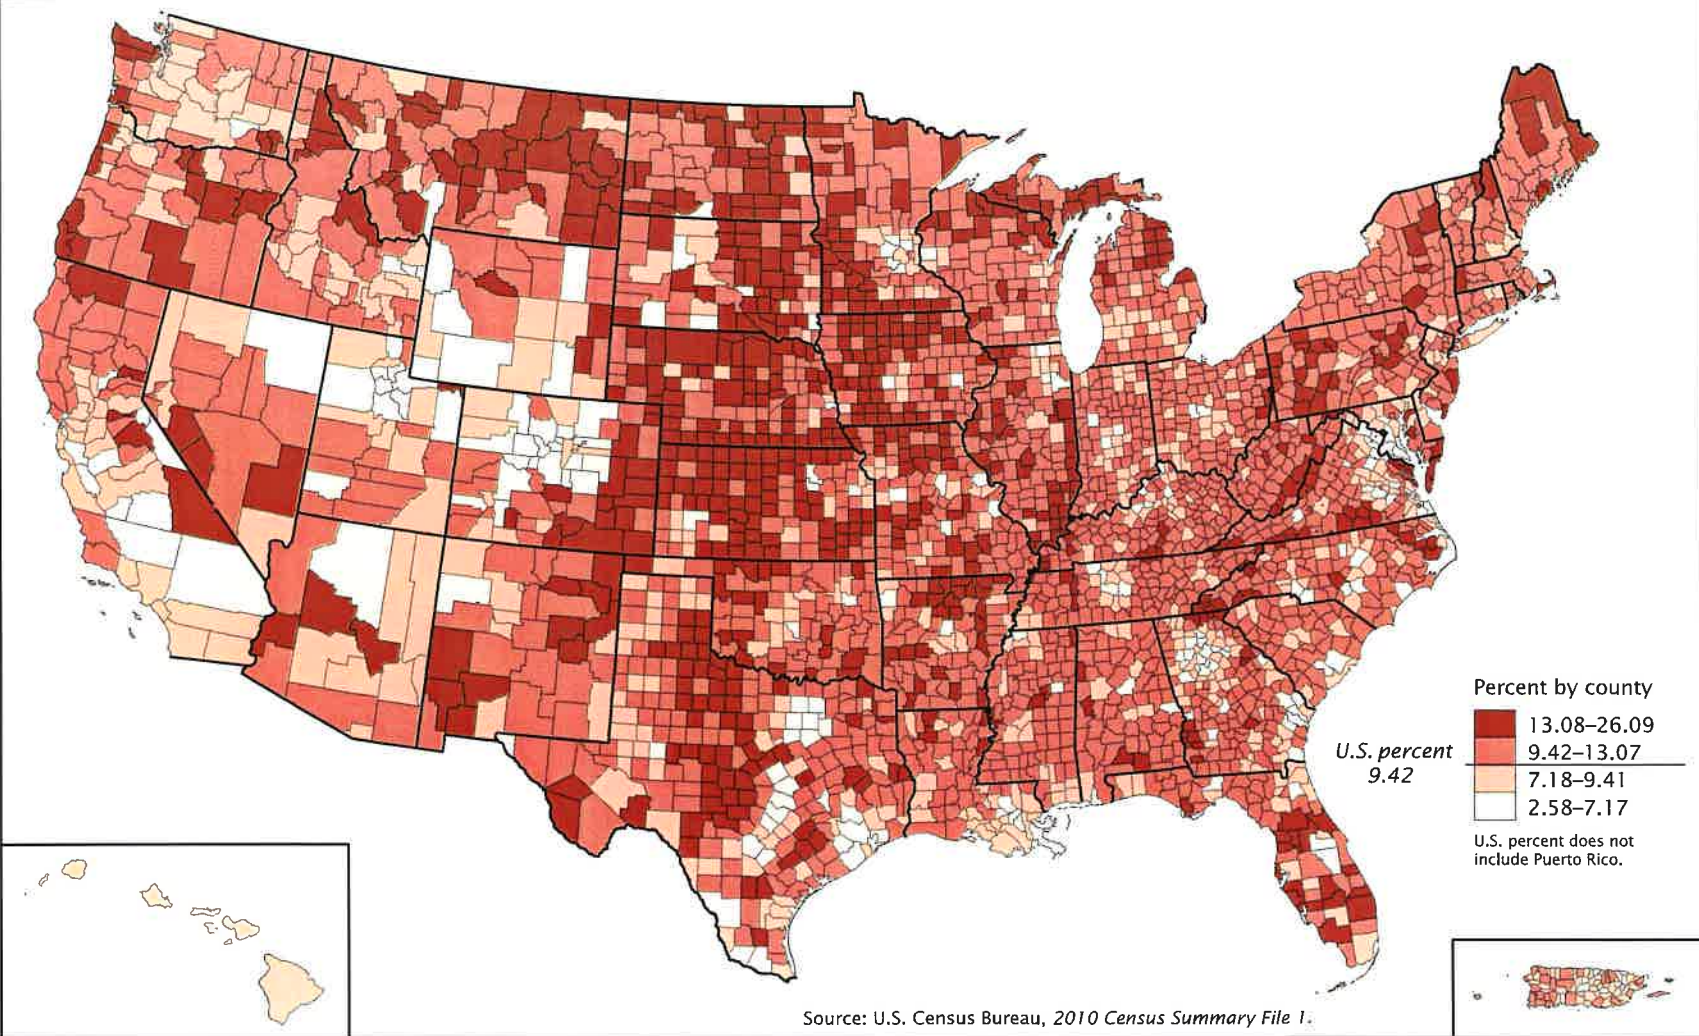 Percent by county
13.08–26.09
9.42–13.07
7.18–9.41
2.58–7.17
U.S. percent
9.42
U.S. percent does not
include Puerto Rico.
Source: U.S. Census Bureau, 2010 Census Summary File 1.